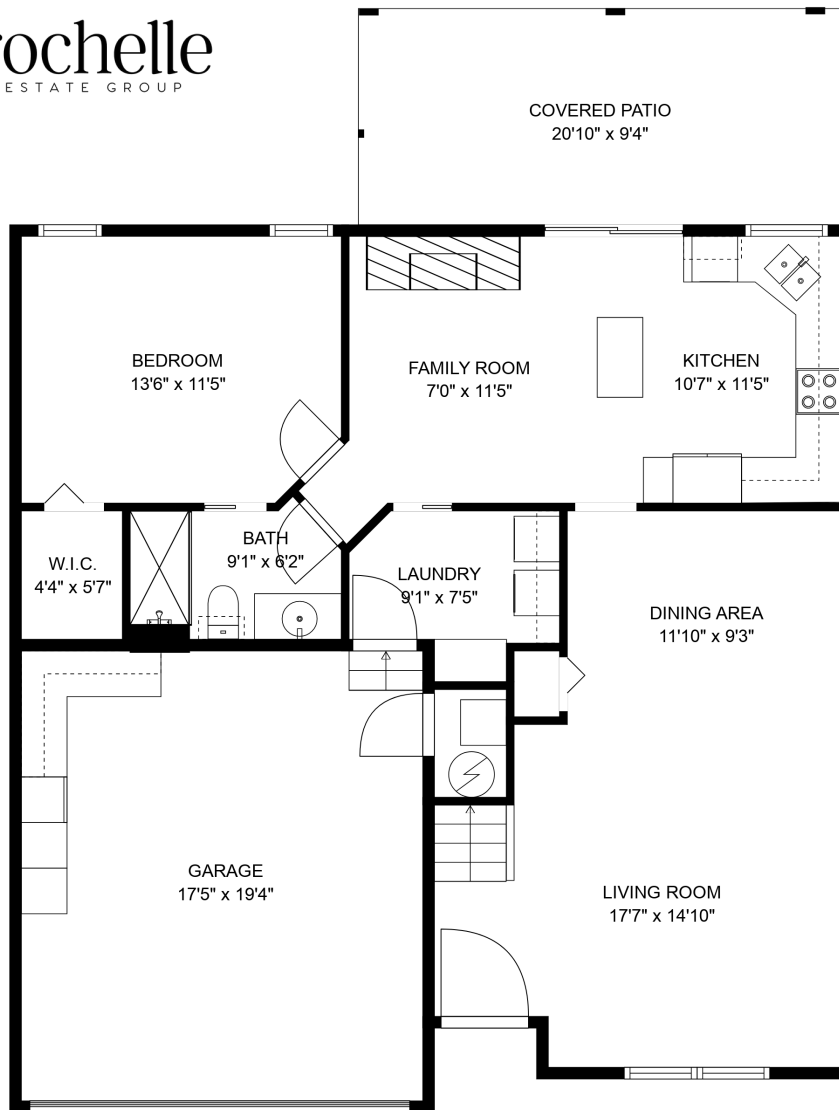 rochelle
ESTATE GROUP
COVERED PATIO
20'10" x 9'4"
BEDROOM
13'6" x 11'5"
FAMILY ROOM
7'0" x 11'5"
KITCHEN
10'7" x 11'5"
W.I.C.
4'4" x 5'7"
BATH
9'1" x 6'2"
LAUNDRY
9'1" x 7'5"
DINING AREA
11'10" x 9'3"
GARAGE
17'5" x 19'4"
LIVING ROOM
17'7" x 14'10"